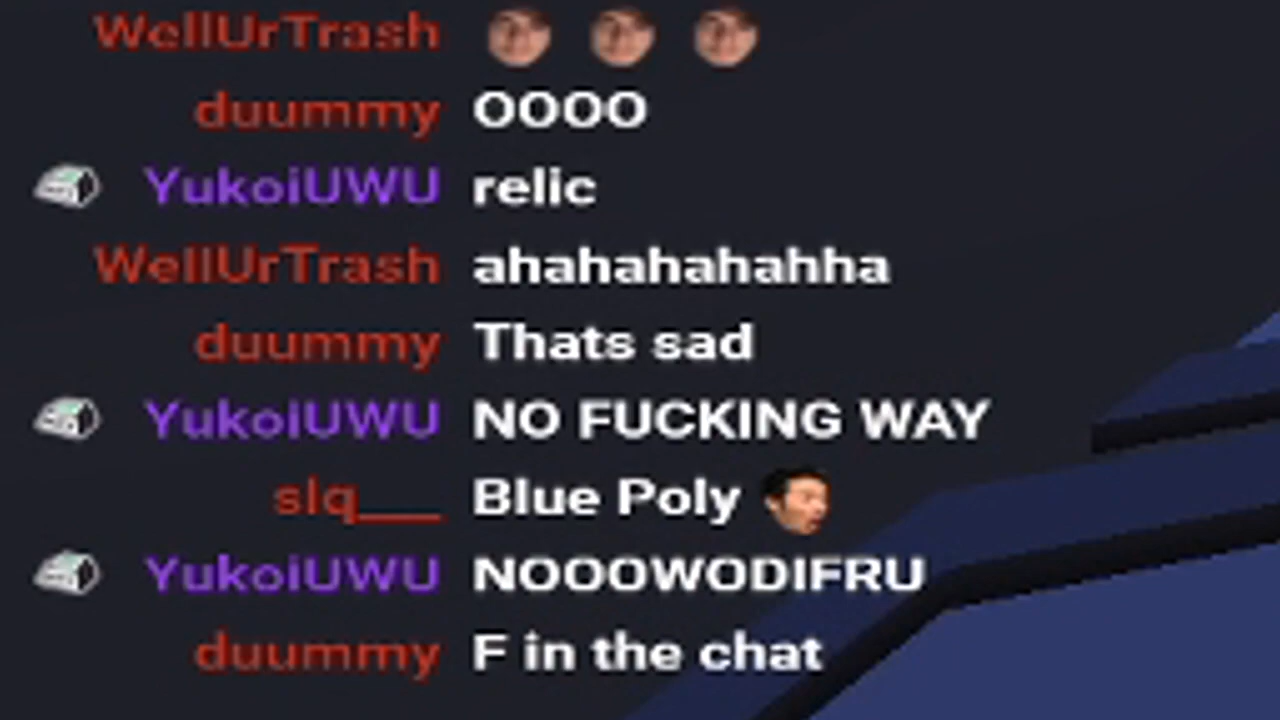 WellUrTrash
duummy OOOO
YukoiUWU relic
WellUrTrash ahahahahahha
duummy Thats sad
YukoiUWU NO FUCKING WAY
slq___ Blue Poly
YukoiUWU NOOOWODIFRU
duummy F in the chat